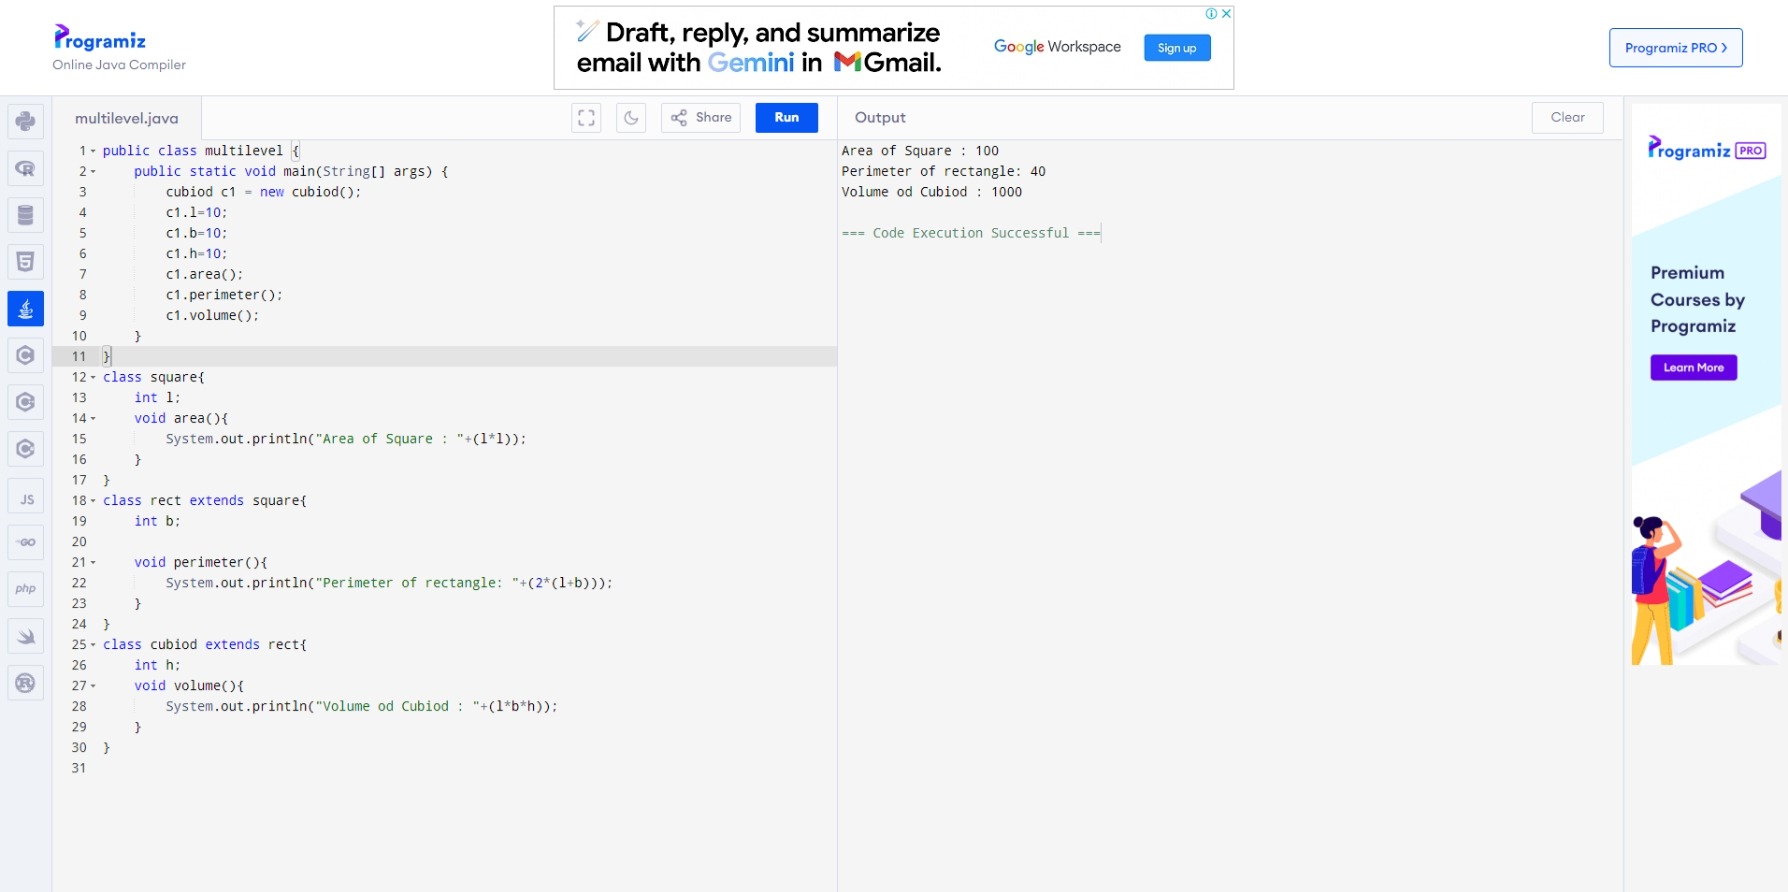 Programiz
Online Java Compiler
Draft, reply, and summarize
email with Gemini in Gmail.
Google Workspace
Sign up
Programiz PRO >
multilevel.java
Share
Run
Output
Clear
1 public class multilevel {
2     public static void main(String[] args) {
3         cubiod c1 = new cubiod();
4         c1.l=10;
5         c1.b=10;
6         c1.h=10;
7         c1.area();
8         c1.perimeter();
9         c1.volume();
10     }
11 }
12 class square{
13     int l;
14     void area(){
15         System.out.println("Area of Square : "+(l*l));
16     }
17 }
18 class rect extends square{
19     int b;
20
21     void perimeter(){
22         System.out.println("Perimeter of rectangle: "+(2*(l+b)));
23     }
24 }
25 class cubiod extends rect{
26     int h;
27     void volume(){
28         System.out.println("Volume od Cubiod : "+(l*b*h));
29     }
30 }
31
Area of Square : 100
Perimeter of rectangle: 40
Volume od Cubiod : 1000
=== Code Execution Successful ===
R
5
C
C
C
JS
GO
php
R
Programiz PRO
Premium
Courses by
Programiz
Learn More